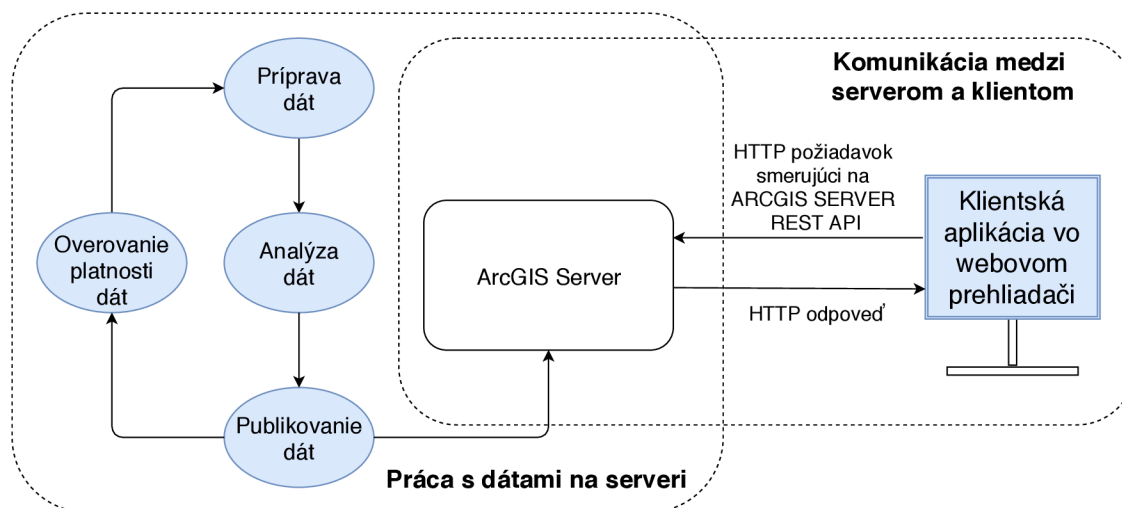 Príprava
dát
Analýza
dát
Publikovanie
dát
Overovanie
platnosti
dát
Práca s dátami na serveri
ArcGIS Server
Komunikácia medzi
serverom a klientom
HTTP požiadavok
smerujúci na
ARCGIS SERVER
REST API
HTTP odpoveď
Klientská
aplikácia vo
webovom
prehliadači